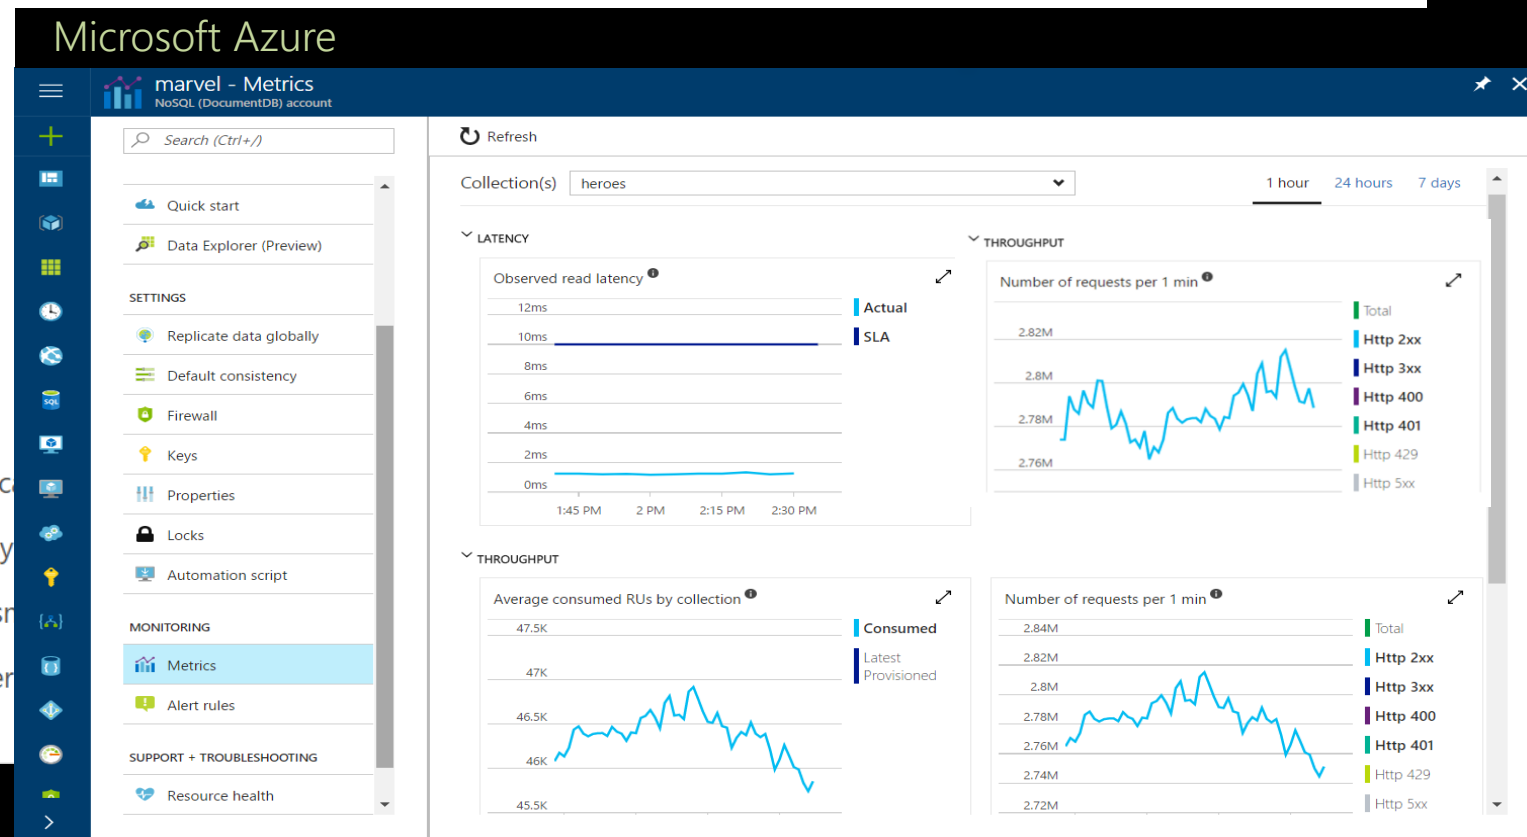 Microsoft Azure
marvel - Metrics
NoSQL (DocumentDB) account
Search (Ctrl+/)
Quick start
Data Explorer (Preview)
SETTINGS
Replicate data globally
Default consistency
Firewall
Keys
Properties
Locks
Automation script
MONITORING
Metrics
Alert rules
SUPPORT + TROUBLESHOOTING
Resource health
Refresh
Collection(s)
heroes
1 hour
24 hours
7 days
LATENCY
Observed read latency
12ms
10ms
8ms
6ms
4ms
2ms
0ms
1:45 PM
2 PM
2:15 PM
2:30 PM
Actual
SLA
THROUGHPUT
Number of requests per 1 min
2.82M
2.8M
2.78M
2.76M
Total
Http 2xx
Http 3xx
Http 400
Http 401
Http 429
Http 5xx
THROUGHPUT
Average consumed RUs by collection
47.5K
47K
46.5K
46K
45.5K
Consumed
Latest
Provisioned
Number of requests per 1 min
2.84M
2.82M
2.8M
2.78M
2.76M
2.74M
2.72M
Total
Http 2xx
Http 3xx
Http 400
Http 401
Http 429
Http 5xx
SQL